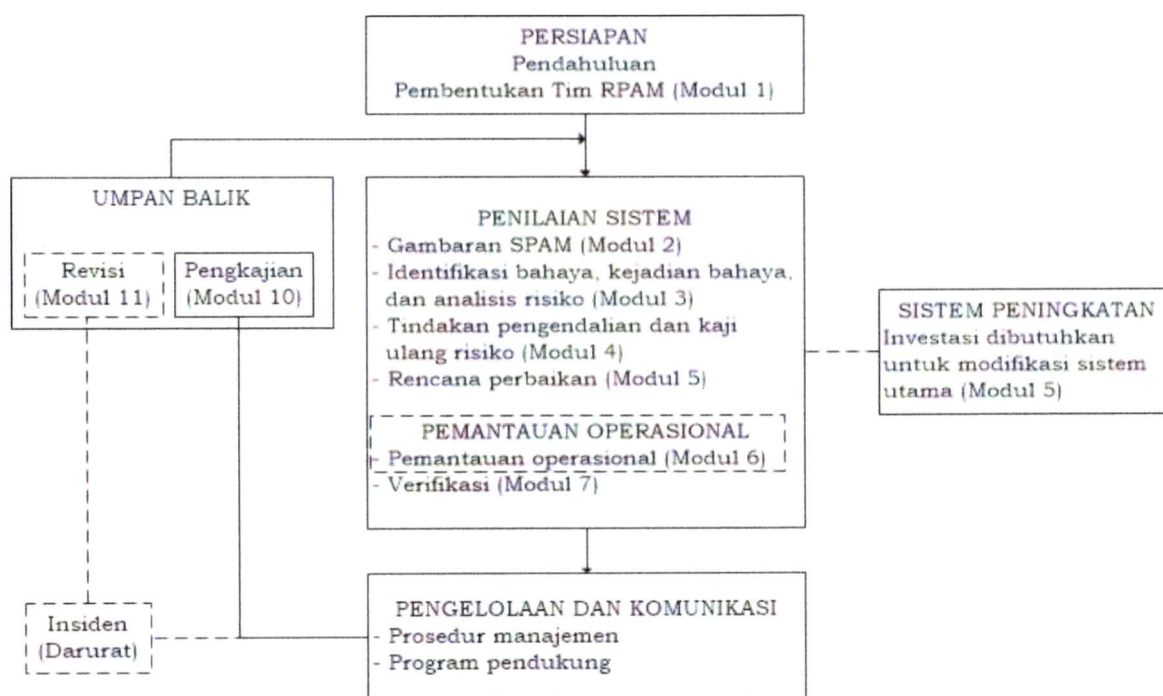 PERSIAPAN
Pendahuluan
Pembentukan Tim RPAM (Modul 1)
UMPAN BALIK
Revisi
(Modul 11)
Pengkajian
(Modul 10)
PENILAIAN SISTEM
- Gambaran SPAM (Modul 2)
- Identifikasi bahaya, kejadian bahaya,
dan analisis risiko (Modul 3)
- Tindakan pengendalian dan kaji
ulang risiko (Modul 4)
- Rencana perbaikan (Modul 5)
PEMANTAUAN OPERASIONAL
- Pemantauan operasional (Modul 6)
- Verifikasi (Modul 7)
SISTEM PENINGKATAN
Investasi dibutuhkan
untuk modifikasi sistem
utama (Modul 5)
Insiden
(Darurat)
PENGELOLAAN DAN KOMUNIKASI
- Prosedur manajemen
- Program pendukung